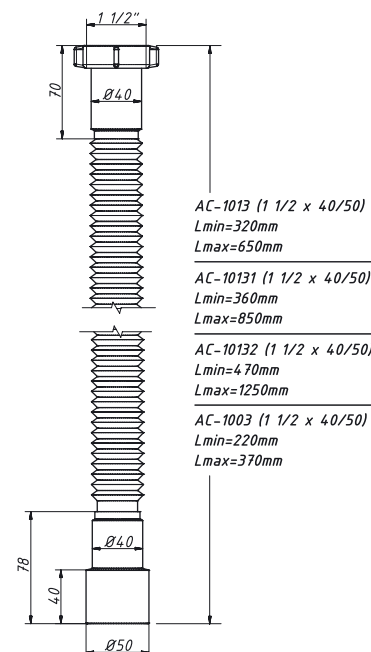 1 1/2"
70
Ø40
AC-1013 (1 1/2 x 40/50)
Lmin=320mm
Lmax=650mm
AC-10131 (1 1/2 x 40/50)
Lmin=360mm
Lmax=850mm
AC-10132 (1 1/2 x 40/50)
Lmin=470mm
Lmax=1250mm
AC-1003 (1 1/2 x 40/50)
Lmin=220mm
Lmax=370mm
78
Ø40
40
Ø50